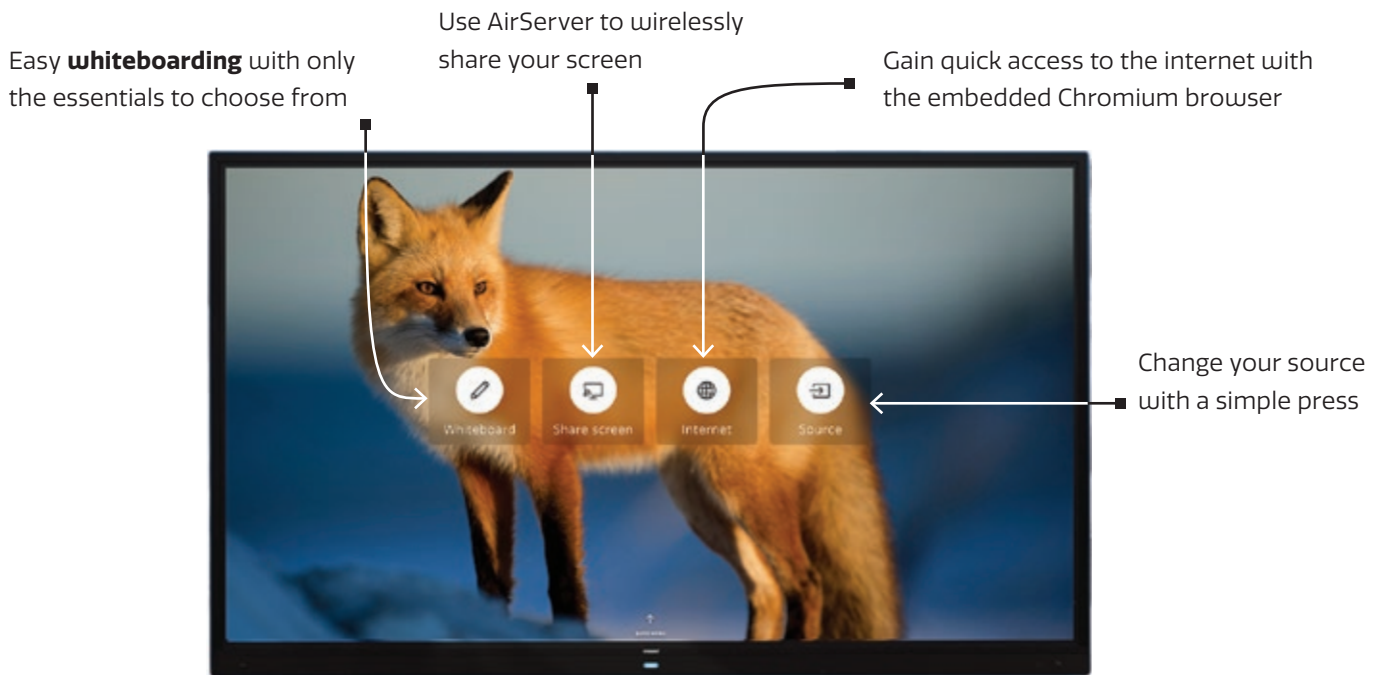 Use AirServer to wirelessly
share your screen
Easy whiteboarding with only
the essentials to choose from
Gain quick access to the internet with
the embedded Chromium browser
Change your source
with a simple press
Whiteboard
Share screen
Internet
Source